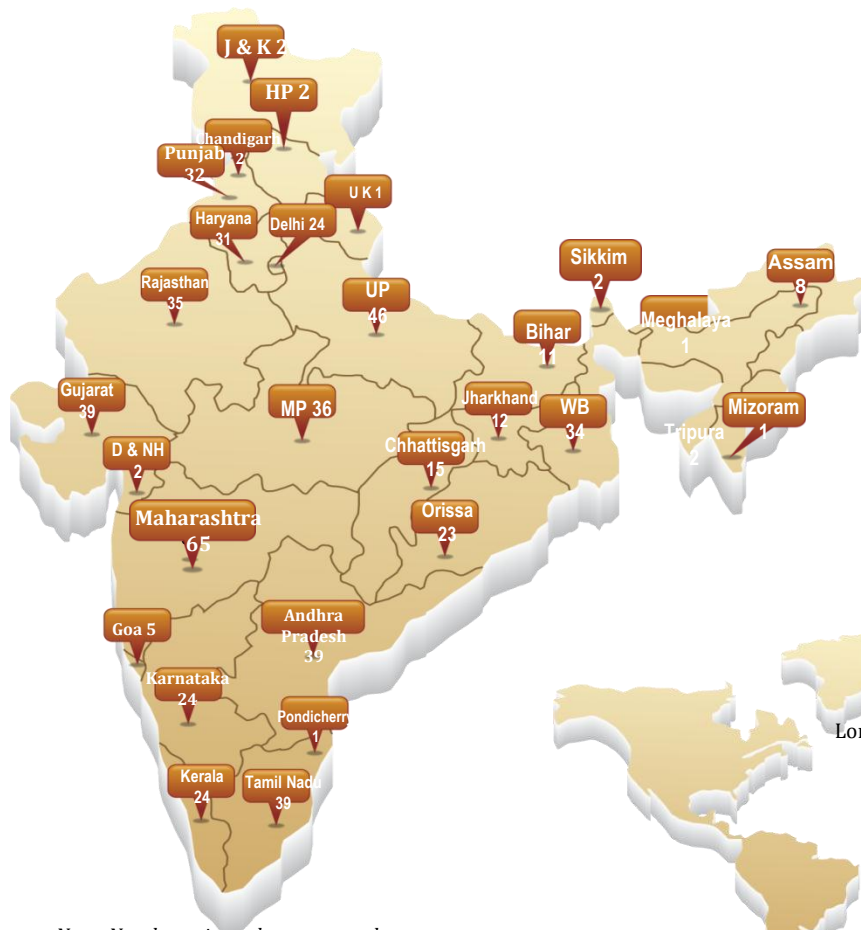 J & K 2
HP 2
Chandigarh
2
Punjab
32
U K 1
Haryana
31
Delhi 24
Sikkim
2
Assam
8
Rajasthan
35
UP
46
Meghalaya
1
Bihar
11
Gujarat
39
MP 36
Jharkhand
12
WB
34
Mizoram
1
Tripura
2
Chhattisgarh
15
D & NH
2
Maharashtra
65
Orissa
23
Andhra
Pradesh
39
Goa 5
Karnataka
24
Pondicherry
1
Lon
Kerala
24
Tamil Nadu
39